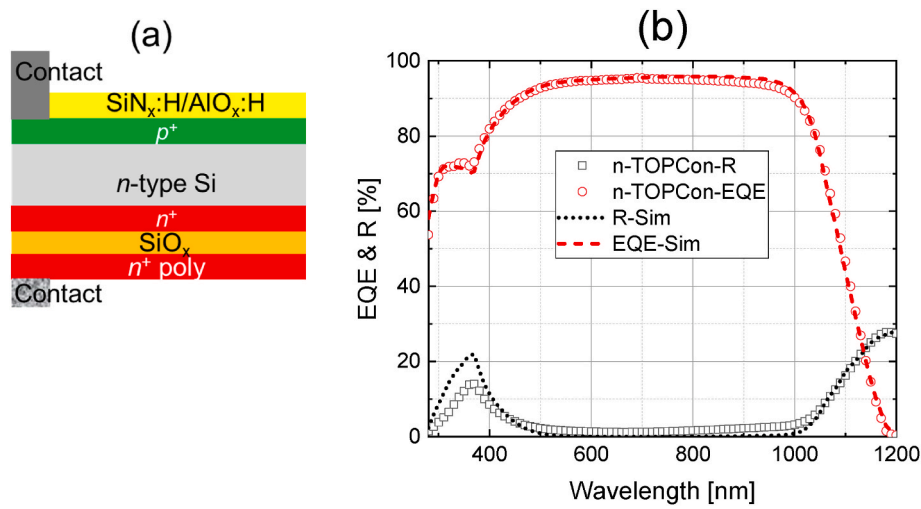 (a)
Contact
SiNx:H/AlOx:H
p+
n-type Si
n+
SiOx
n+ poly
Contact
(b)
EQE & R [%]
100
80
60
40
20
0
n-TOPCon-R
n-TOPCon-EQE
R-Sim
EQE-Sim
400
600
800
1000
1200
Wavelength [nm]